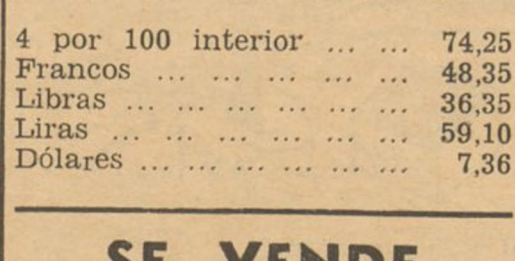 4 por 100 interior ... ... 74,25
Francos ... ... ... ... ... 48,35
Libras ... ... ... ... ... ... 36,35
Liras ... ... ... ... ... ... 59,10
Dólares ... ... ... ... ... 7,36
SE VENDE